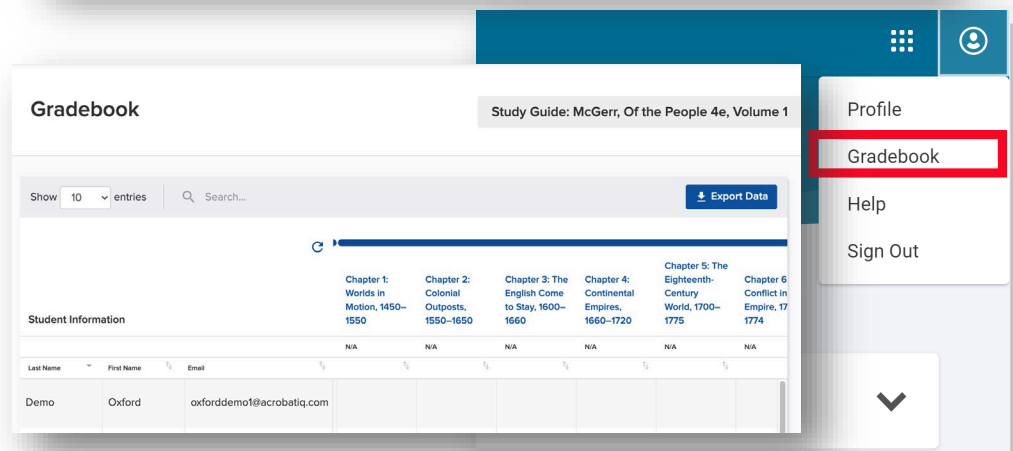 Gradebook
Study Guide: McGerr, Of the People 4e, Volume 1
Show 10 entries
Search...
Export Data
Student Information
Chapter 1:
Worlds in
Motion, 1450–
1550
Chapter 2:
Colonial
Outposts,
1550–1650
Chapter 3: The
English Come
to Stay, 1600–
1660
Chapter 4:
Continental
Empires,
1660–1720
Chapter 5: The
Eighteenth-
Century
World, 1700–
1775
Chapter 6
Conflict in
Empire, 17
1774
N/A N/A N/A N/A N/A N/A
Last Name First Name Email
Demo Oxford oxforddemo1@acrobatiq.com
Profile
Gradebook
Help
Sign Out